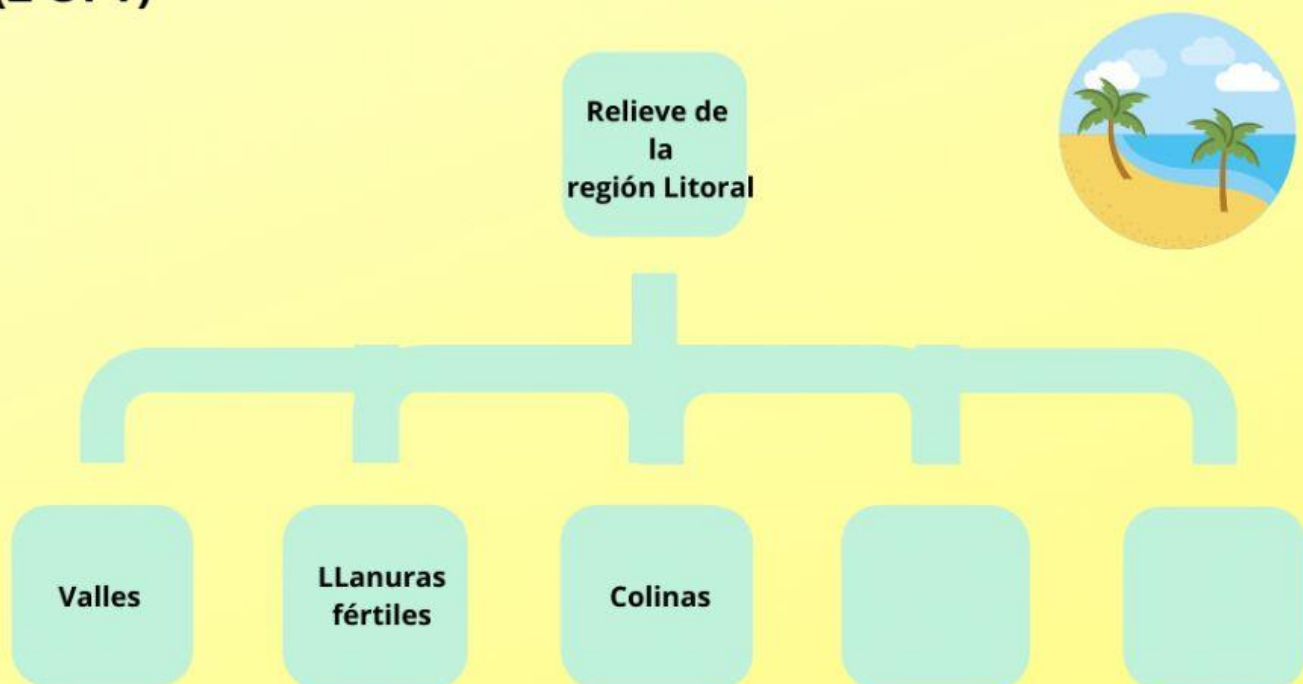 Relieve de
la
región Litoral
Valles
LLanuras
fértiles
Colinas